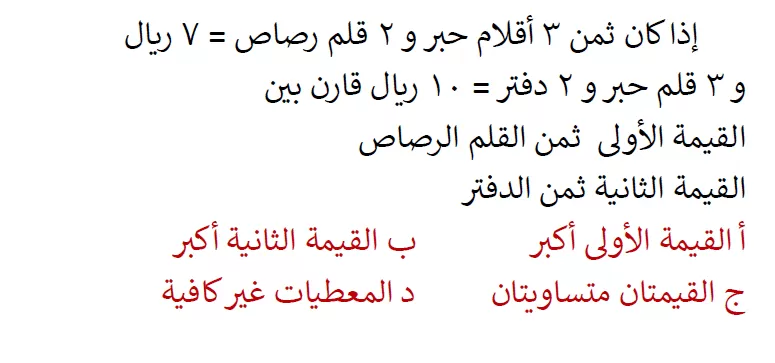 إذا كان ثمن ٣ أقلام حبر و ٢ قلم رصاص = ٧ ريال
و ٣ قلم حبر و ٢ دفتر = ١٠ ريال قارن بين
القيمة الأولى ثمن القلم الرصاص
القيمة الثانية ثمن الدفتر
أ القيمة الأولى أكبر ب القيمة الثانية أكبر
ج القيمتان متساويتان د المعطيات غير كافية